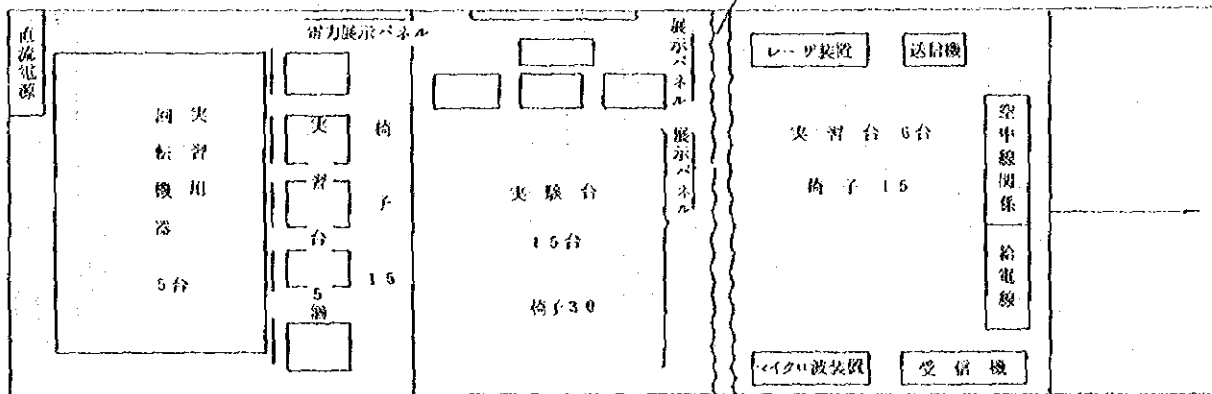 直流電源
電力展示パネル
実習用
回転機器
5台
実習台5個
椅子15
実験台
15台
椅子30
展示パネル
展示パネル
レーザ装置
送信機
実習台 6台
椅子 15
空中線関係
給電線
マイクロ波装置
受信機